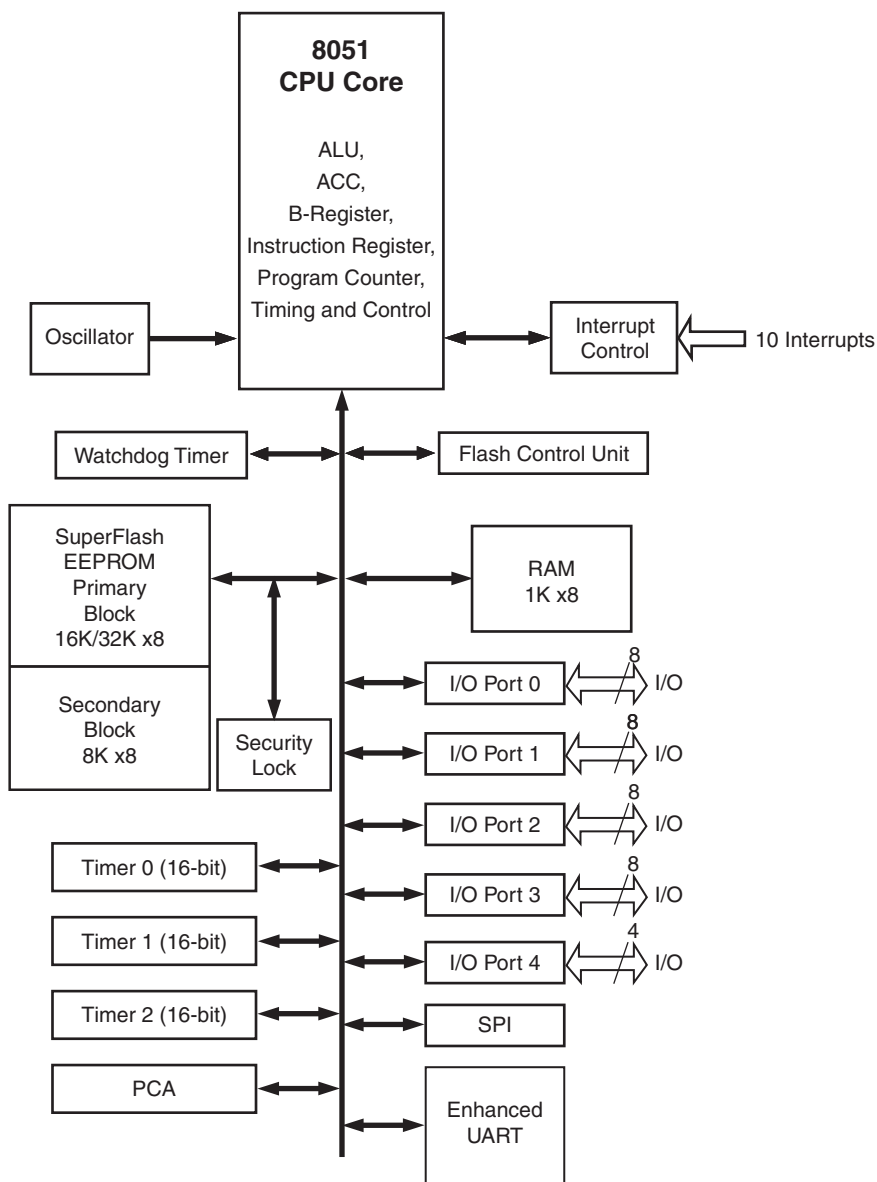 8051
CPU Core
ALU,
ACC,
B-Register,
Instruction Register,
Program Counter,
Timing and Control
Oscillator
Interrupt
Control
10 Interrupts
Watchdog Timer
Flash Control Unit
SuperFlash
EEPROM
Primary
Block
16K/32K x8
Secondary
Block
8K x8
Security
Lock
RAM
1K x8
8
I/O Port 0
I/O
8
I/O Port 1
I/O
8
I/O Port 2
I/O
8
I/O Port 3
I/O
4
I/O Port 4
I/O
Timer 0 (16-bit)
Timer 1 (16-bit)
Timer 2 (16-bit)
PCA
SPI
Enhanced
UART